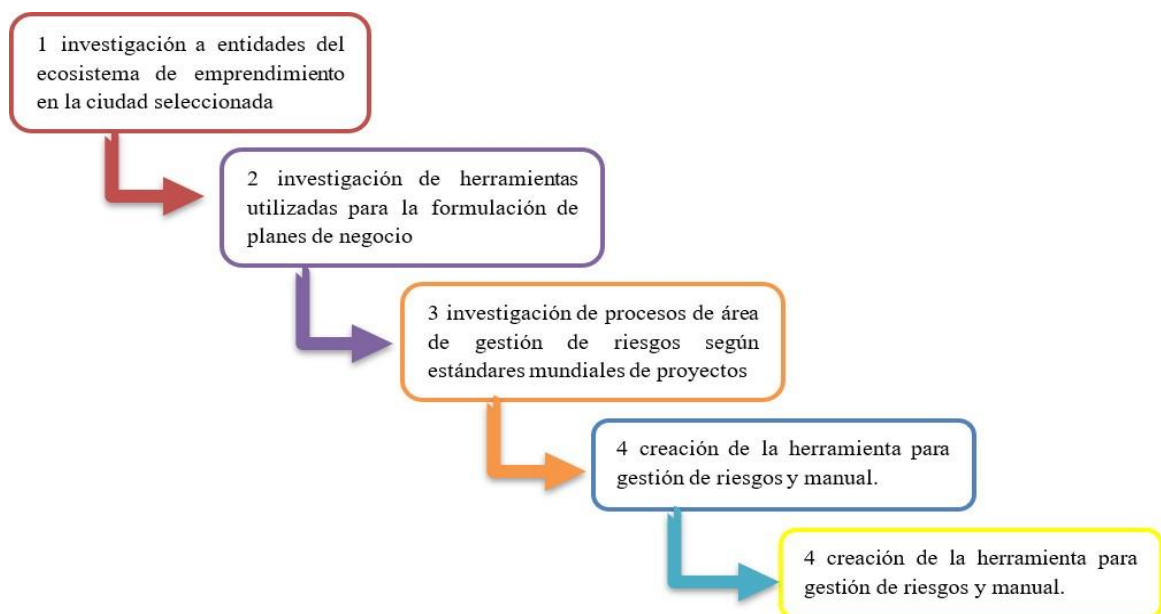 1 investigación a entidades del
ecosistema de emprendimiento
en la ciudad seleccionada
2 investigación de herramientas
utilizadas para la formulación de
planes de negocio
3 investigación de procesos de área
de gestión de riesgos según
estándares mundiales de proyectos
4 creación de la herramienta para
gestión de riesgos y manual.
4 creación de la herramienta para
gestión de riesgos y manual.